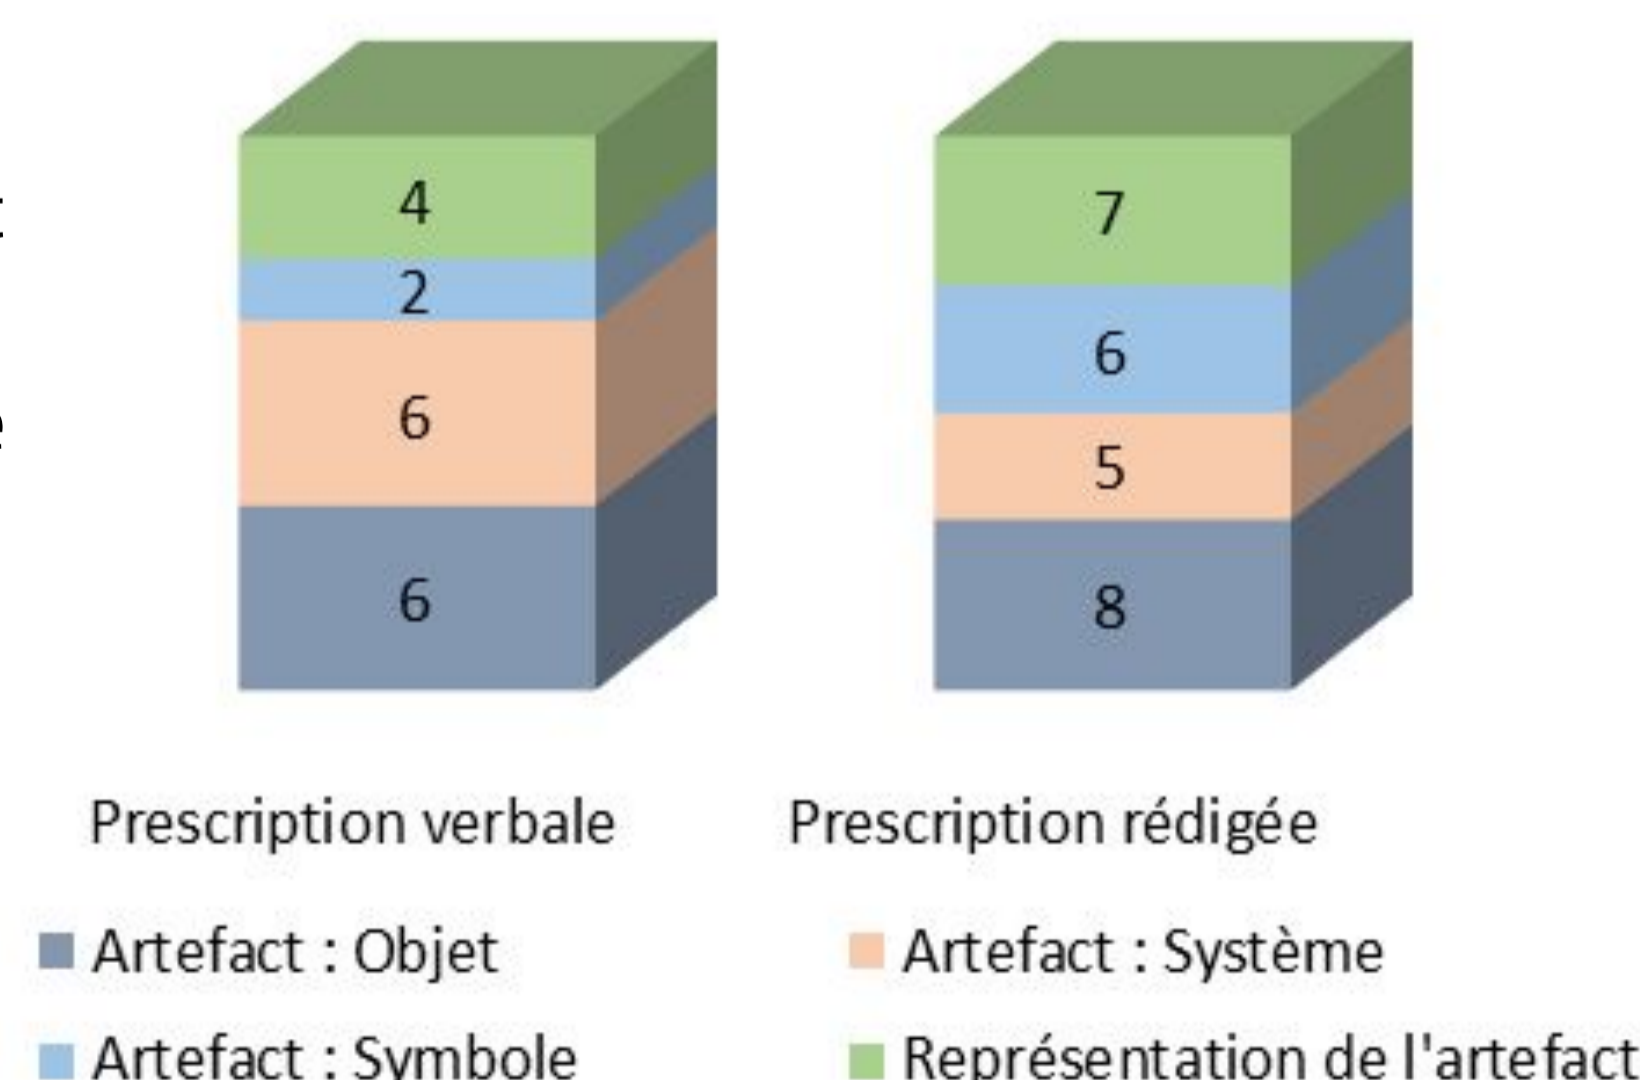 4
7
2
6
6
5
6
8
Prescription verbale
Prescription rédigée
Artefact : Objet
Artefact : Système
Artefact : Symbole
Représentation de l'artefact